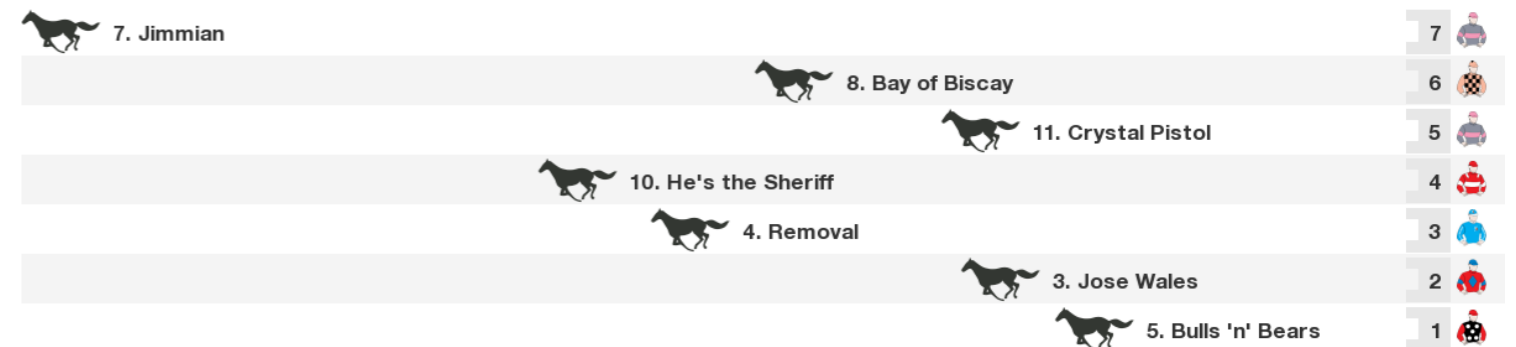 7. Jimmian 7
8. Bay of Biscay 6
11. Crystal Pistol 5
10. He's the Sheriff 4
4. Removal 3
3. Jose Wales 2
5. Bulls 'n' Bears 1